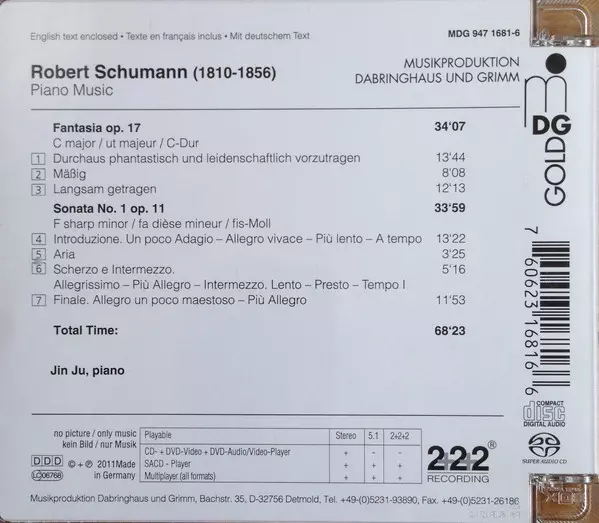 English text enclosed • Texte en français inclus • Mit deutschem Text
MDG 947 1681-6
Robert Schumann (1810-1856)
Piano Music
MUSIKPRODUKTION
DABRINGHAUS UND GRIMM
Fantasia op. 17 34'07
C major / ut majeur / C-Dur
1 Durchaus phantastisch und leidenschaftlich vorzutragen 13'44
2 Mäßig 8'08
3 Langsam getragen 12'13
Sonata No. 1 op. 11 33'59
F sharp minor / fa dièse mineur / fis-Moll
4 Introduzione. Un poco Adagio – Allegro vivace – Più lento – A tempo 13'22
5 Aria 3'25
6 Scherzo e Intermezzo. 5'16
Allegrissimo – Più Allegro – Intermezzo. Lento – Presto – Tempo I
7 Finale. Allegro un poco maestoso – Più Allegro 11'53
Total Time: 68'23
Jin Ju, piano
DG
GOLD
7 60623 16816 6
COMPACT
disc
DIGITAL AUDIO
SUPER AUDIO CD
no picture / only music
kein Bild / nur Musik
DDD © + ℗ 2011 Made
LC 06768 in Germany
Playable Stereo 5.1 2+2+2
CD- + DVD-Video + DVD-Audio/Video-Player + - -
SACD - Player + + +
Multiplayer (all formats) + + +
2+2+2®
RECORDING
Musikproduktion Dabringhaus und Grimm, Bachstr. 35, D-32756 Detmold, Tel. +49-(0)5231-93890, Fax. +49-(0)5231-26186